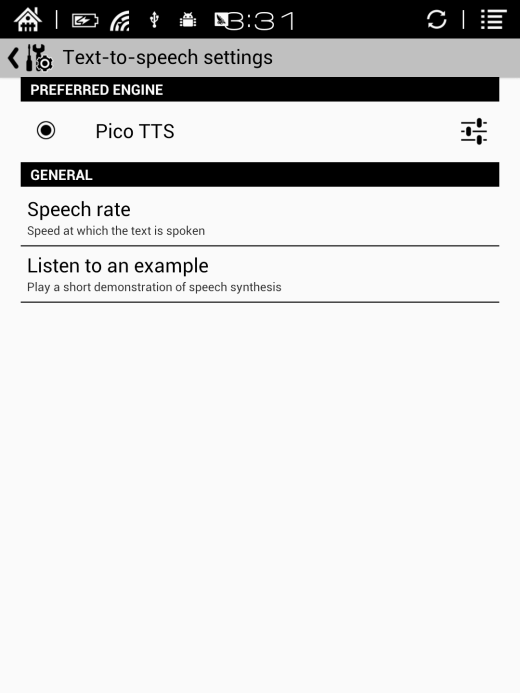 3:31
Text-to-speech settings
PREFERRED ENGINE
Pico TTS
GENERAL
Speech rate
Speed at which the text is spoken
Listen to an example
Play a short demonstration of speech synthesis